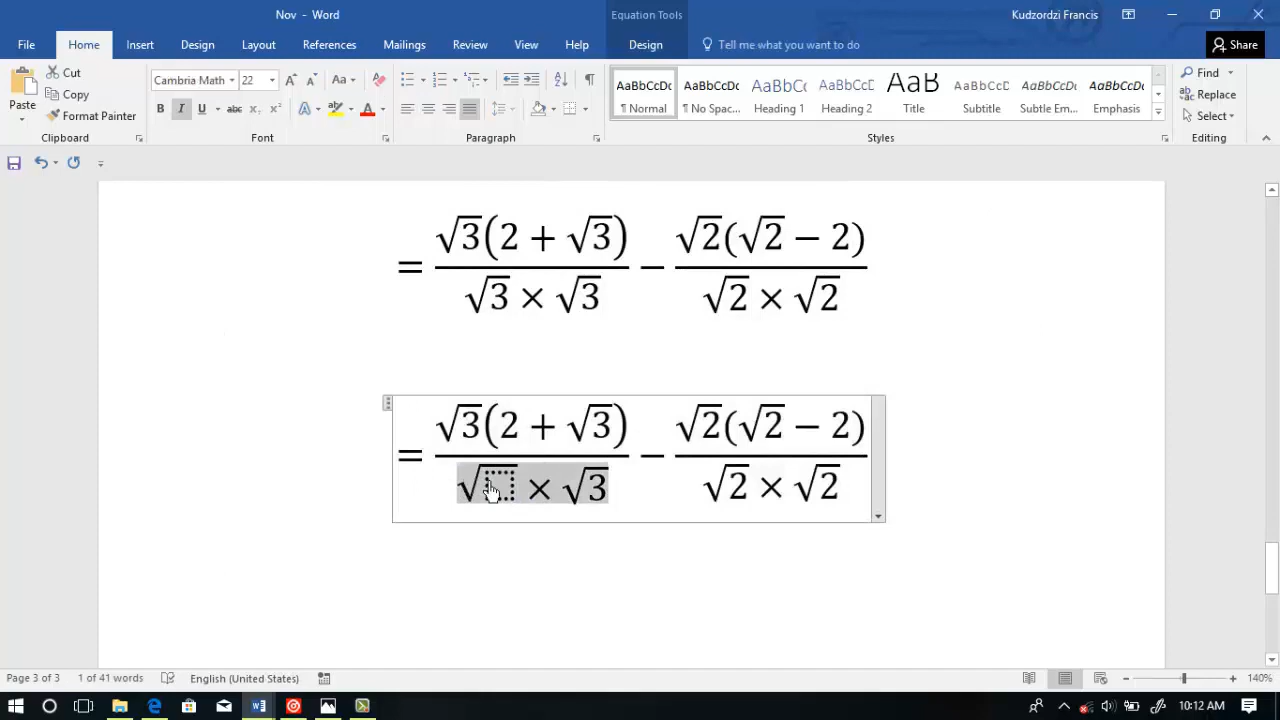 Nov - Word
Equation Tools
Kudzordzi Francis
File Home Insert Design Layout References Mailings Review View Help Design Tell me what you want to do Share
Paste
Cut
Copy
Format Painter
Clipboard
Cambria Math 22
Font
Paragraph
AaBbCcDc AaBbCcDc AaBbCc AaBbCcD AaB AaBbCcD AaBbCcDc AaBbCcDc
¶ Normal ¶ No Spac... Heading 1 Heading 2 Title Subtitle Subtle Em... Emphasis
Styles
Find
Replace
Select
Editing
= √3(2 + √3)/(√3 × √3) − √2(√2 − 2)/(√2 × √2)
= √3(2 + √3)/(√⬚ × √3) − √2(√2 − 2)/(√2 × √2)
Page 3 of 3 1 of 41 words English (United States) 140%
10:12 AM